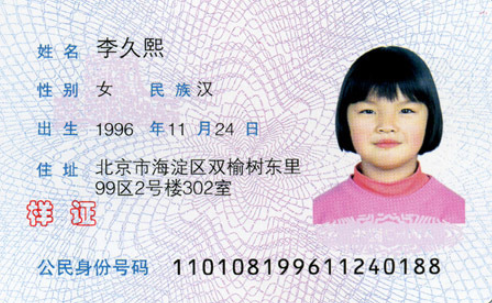 姓名 李久熙
性别 女 民族 汉
出生 1996 年 11 月 24 日
住址 北京市海淀区双榆树东里
99区2号楼302室
样证
公民身份号码 110108199611240188